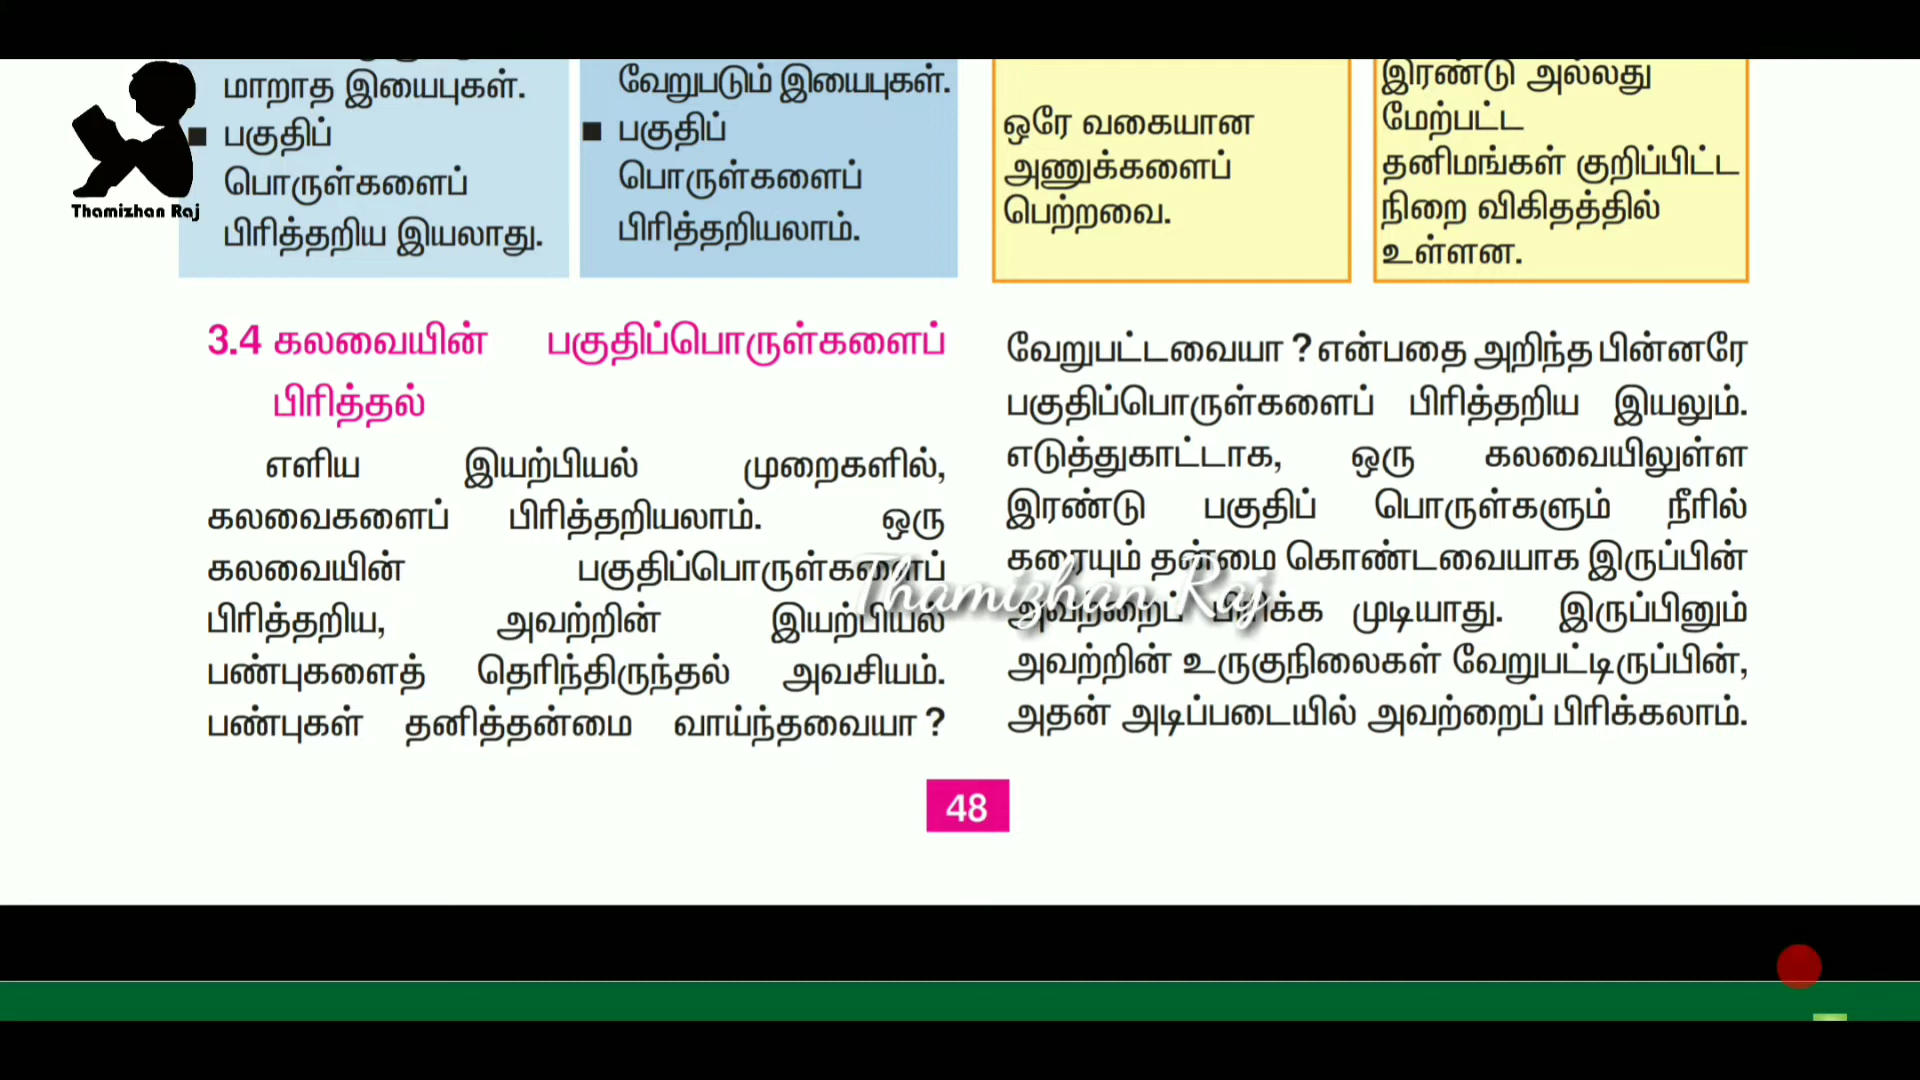 மாறாத இயைபுகள்.
■ பகுதிப்
பொருள்களைப்
பிரித்தறிய இயலாது.
வேறுபடும் இயைபுகள்.
■ பகுதிப்
பொருள்களைப்
பிரித்தறியலாம்.
ஒரே வகையான
அணுக்களைப்
பெற்றவை.
இரண்டு அல்லது
மேற்பட்ட
தனிமங்கள் குறிப்பிட்ட
நிறை விகிதத்தில்
உள்ளன.
Thamizhan Raj
3.4 கலவையின் பகுதிப்பொருள்களைப்
பிரித்தல்
எளிய இயற்பியல் முறைகளில்,
கலவைகளைப் பிரித்தறியலாம். ஒரு
கலவையின் பகுதிப்பொருள்களைப்
பிரித்தறிய, அவற்றின் இயற்பியல்
பண்புகளைத் தெரிந்திருந்தல் அவசியம்.
பண்புகள் தனித்தன்மை வாய்ந்தவையா ?
வேறுபட்டவையா ? என்பதை அறிந்த பின்னரே
பகுதிப்பொருள்களைப் பிரித்தறிய இயலும்.
எடுத்துகாட்டாக, ஒரு கலவையிலுள்ள
இரண்டு பகுதிப் பொருள்களும் நீரில்
கரையும் தன்மை கொண்டவையாக இருப்பின்
அவற்றைப் பிரிக்க முடியாது. இருப்பினும்
அவற்றின் உருகுநிலைகள் வேறுபட்டிருப்பின்,
அதன் அடிப்படையில் அவற்றைப் பிரிக்கலாம்.
Thamizhan Raj
48